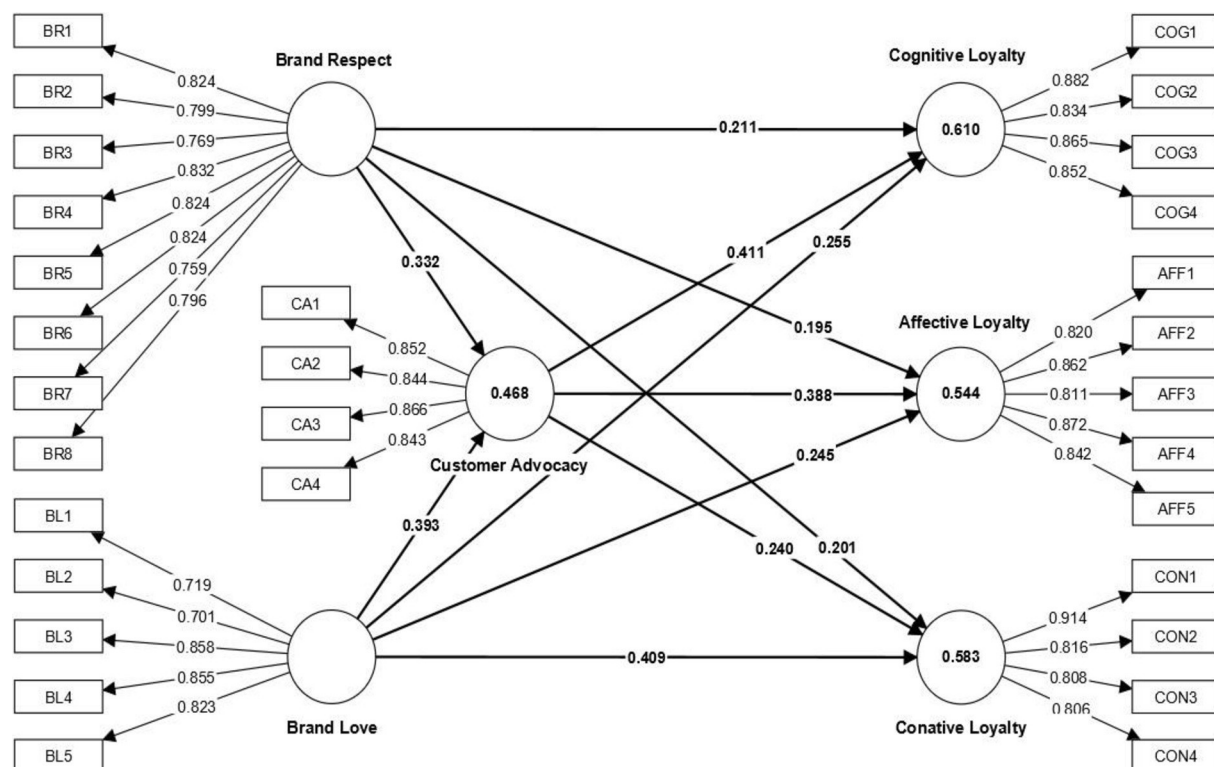 BR1
BR2
BR3
BR4
BR5
BR6
BR7
BR8
0.824
0.799
0.769
0.832
0.824
0.824
0.759
0.796
Brand Respect
BL1
BL2
BL3
BL4
BL5
0.719
0.701
0.858
0.855
0.823
Brand Love
CA1
CA2
CA3
CA4
0.852
0.844
0.866
0.843
0.468
Customer Advocacy
0.332
0.393
0.211
0.411
0.255
0.195
0.388
0.245
0.240
0.201
0.409
Cognitive Loyalty
0.610
0.882
0.834
0.865
0.852
COG1
COG2
COG3
COG4
Affective Loyalty
0.544
0.820
0.862
0.811
0.872
0.842
AFF1
AFF2
AFF3
AFF4
AFF5
0.583
Conative Loyalty
0.914
0.816
0.808
0.806
CON1
CON2
CON3
CON4